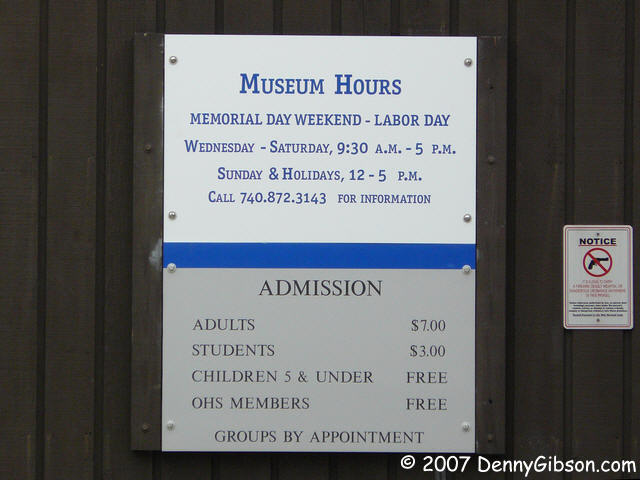 MUSEUM HOURS
MEMORIAL DAY WEEKEND - LABOR DAY
WEDNESDAY - SATURDAY, 9:30 A.M. - 5 P.M.
SUNDAY & HOLIDAYS, 12 - 5 P.M.
CALL 740.872.3143 FOR INFORMATION
ADMISSION
ADULTS $7.00
STUDENTS $3.00
CHILDREN 5 & UNDER FREE
OHS MEMBERS FREE
GROUPS BY APPOINTMENT
NOTICE
© 2007 DennyGibson.com